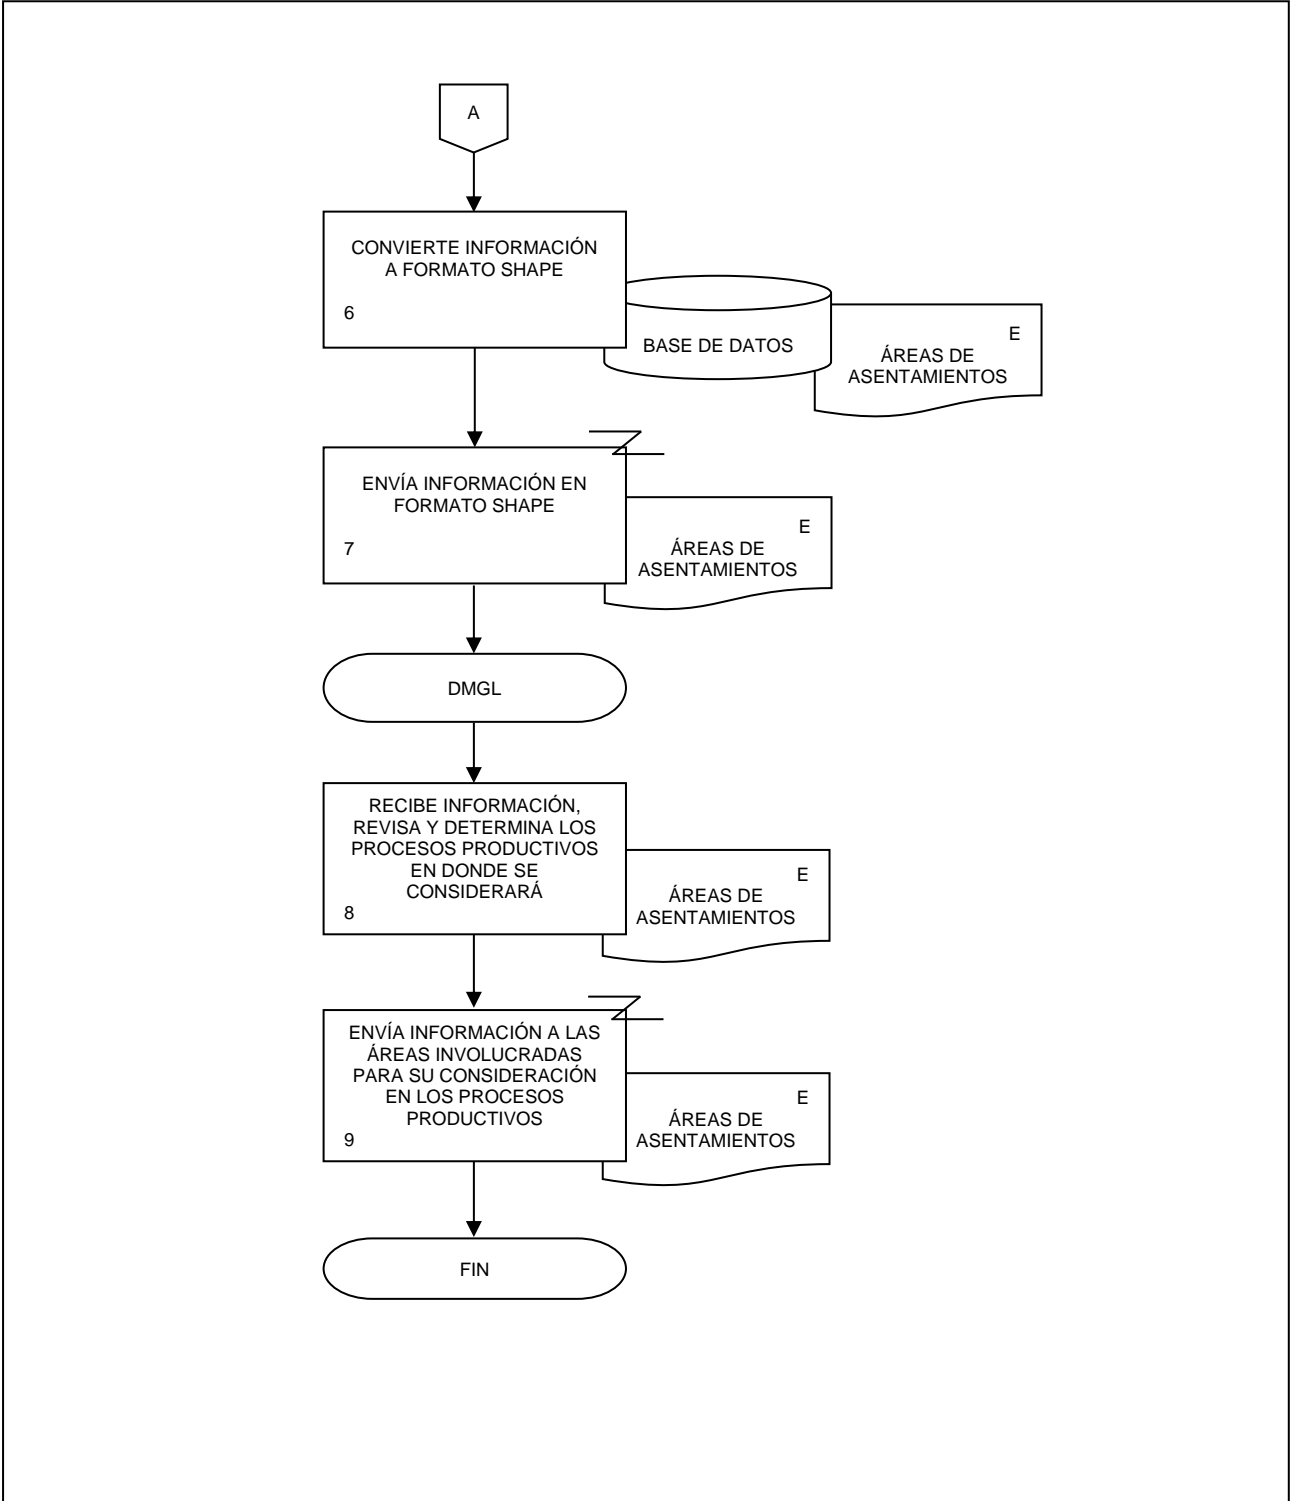 A
CONVIERTE INFORMACIÓN
A FORMATO SHAPE
6
BASE DE DATOS
E
ÁREAS DE
ASENTAMIENTOS
ENVÍA INFORMACIÓN EN
FORMATO SHAPE
7
E
ÁREAS DE
ASENTAMIENTOS
DMGL
RECIBE INFORMACIÓN,
REVISA Y DETERMINA LOS
PROCESOS PRODUCTIVOS
EN DONDE SE
CONSIDERARÁ
8
E
ÁREAS DE
ASENTAMIENTOS
ENVÍA INFORMACIÓN A LAS
ÁREAS INVOLUCRADAS
PARA SU CONSIDERACIÓN
EN LOS PROCESOS
PRODUCTIVOS
9
E
ÁREAS DE
ASENTAMIENTOS
FIN